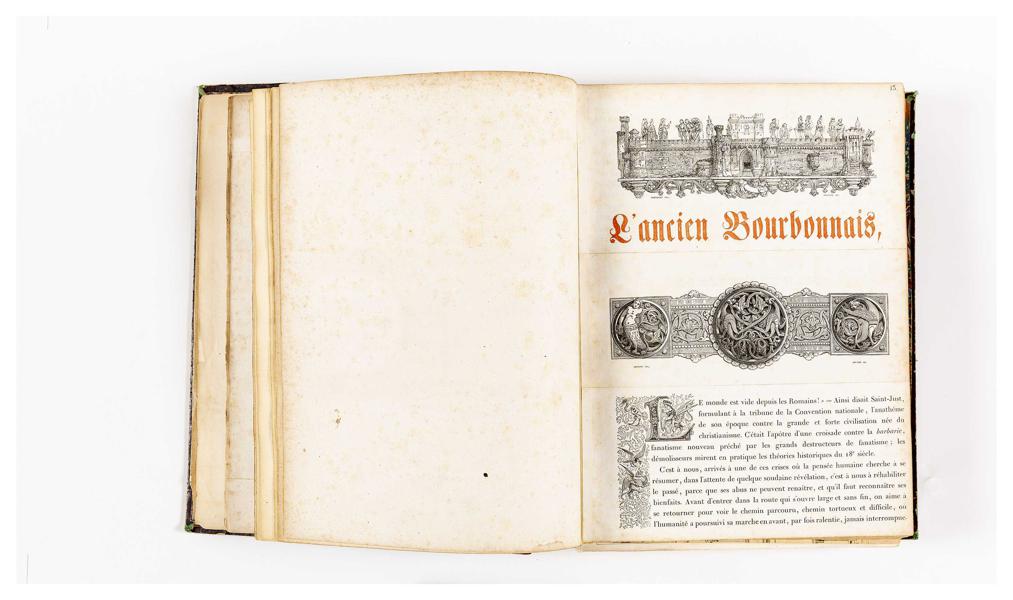 15
L'ancien Bourbonnais,
LE monde est vide depuis les Romains! » — Ainsi disait Saint-Just,
formulant à la tribune de la Convention nationale, l'anathème
de son époque contre la grande et forte civilisation née du
christianisme. C'était l'apôtre d'une croisade contre la barbarie,
fanatisme nouveau prêché par les grands destructeurs de fanatisme; les
démolisseurs mirent en pratique les théories historiques du 18e siècle.
C'est à nous, arrivés à une de ces crises où la pensée humaine cherche à se
résumer, dans l'attente de quelque soudaine révélation, c'est à nous à réhabiliter
le passé, parce que ses abus ne peuvent renaître, et qu'il faut reconnaître ses
bienfaits. Avant d'entrer dans la route qui s'ouvre large et sans fin, on aime à
se retourner pour voir le chemin parcouru, chemin tortueux et difficile, où
l'humanité a poursuivi sa marche en avant, par fois ralentie, jamais interrompue.